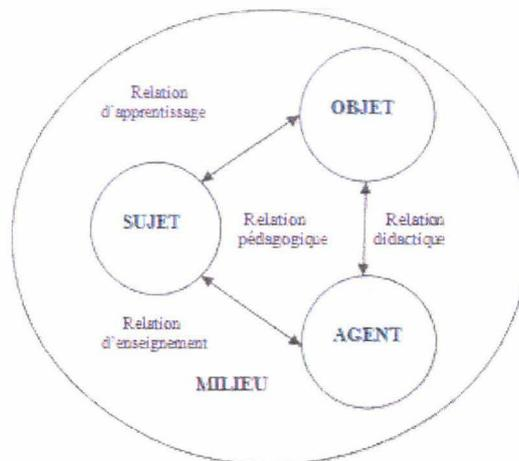 Relation
d'apprentissage
OBJET
SUJET
Relation
pédagogique
Relation
didactique
Relation
d'enseignement
AGENT
MILIEU